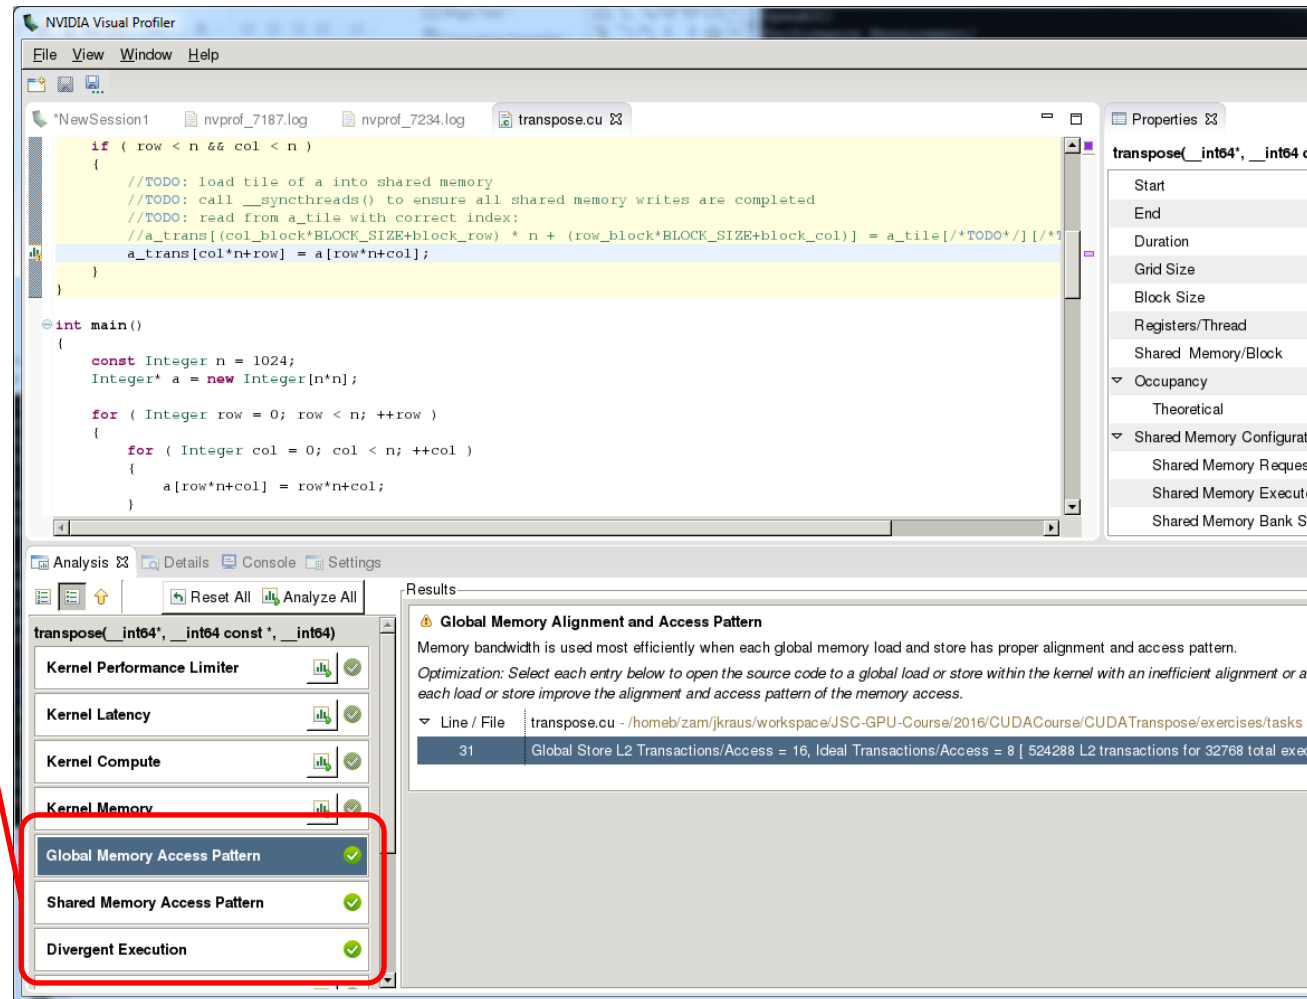 NVIDIA Visual Profiler
File View Window Help
*NewSession1 nvprof_7187.log nvprof_7234.log transpose.cu
if ( row < n && col < n )
{
//TODO: load tile of a into shared memory
//TODO: call __syncthreads() to ensure all shared memory writes are completed
//TODO: read from a_tile with correct index:
//a_trans[(col_block*BLOCK_SIZE+block_row) * n + (row_block*BLOCK_SIZE+block_col)] = a_tile[/*TODO*/][/*T
a_trans[col*n+row] = a[row*n+col];
}
}
int main()
{
const Integer n = 1024;
Integer* a = new Integer[n*n];
for ( Integer row = 0; row < n; ++row )
{
for ( Integer col = 0; col < n; ++col )
{
a[row*n+col] = row*n+col;
}
Properties
transpose(__int64*, __int64 c
Start
End
Duration
Grid Size
Block Size
Registers/Thread
Shared Memory/Block
Occupancy
Theoretical
Shared Memory Configurat
Shared Memory Reques
Shared Memory Execut
Shared Memory Bank S
Analysis Details Console Settings
Reset All Analyze All
transpose(__int64*, __int64 const *, __int64)
Kernel Performance Limiter
Kernel Latency
Kernel Compute
Kernel Memory
Global Memory Access Pattern
Shared Memory Access Pattern
Divergent Execution
Results
Global Memory Alignment and Access Pattern
Memory bandwidth is used most efficiently when each global memory load and store has proper alignment and access pattern.
Optimization: Select each entry below to open the source code to a global load or store within the kernel with an inefficient alignment or a
each load or store improve the alignment and access pattern of the memory access.
Line / File transpose.cu - /homeb/zam/jkraus/workspace/JSC-GPU-Course/2016/CUDACourse/CUDATranspose/exercises/tasks
31 Global Store L2 Transactions/Access = 16, Ideal Transactions/Access = 8 [ 524288 L2 transactions for 32768 total exec